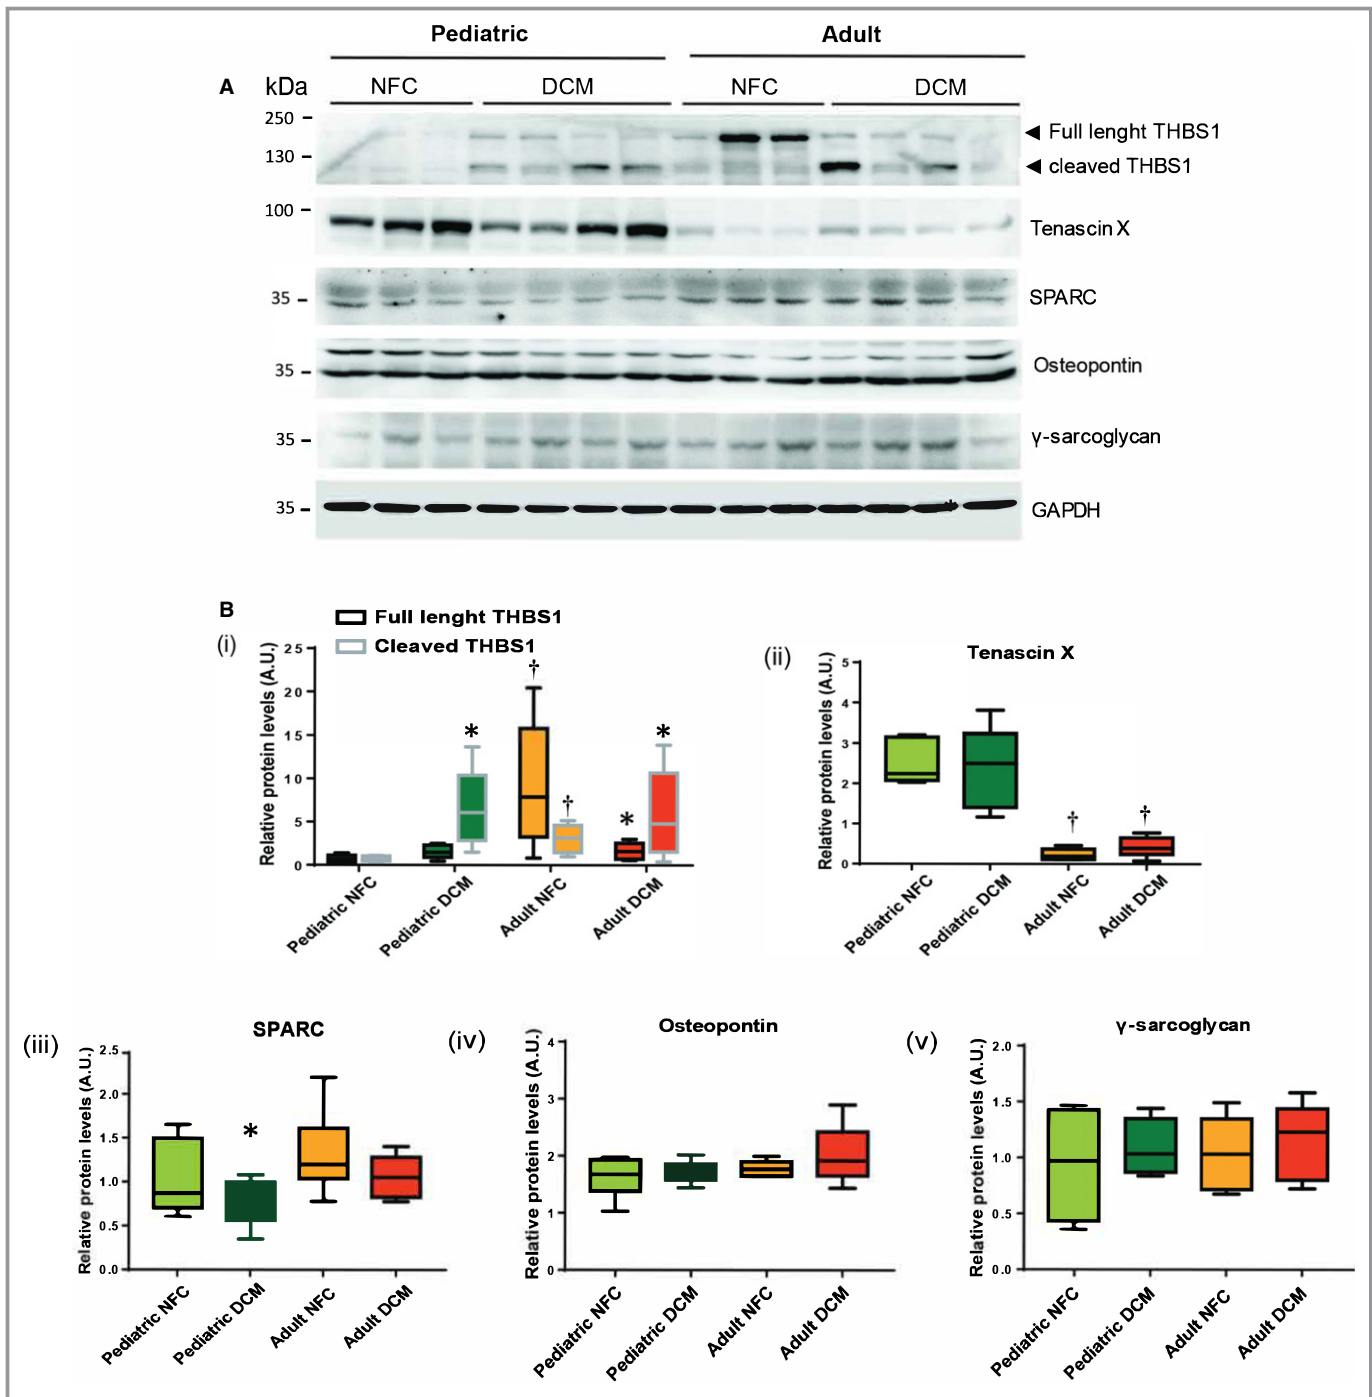 Pediatric Adult
A kDa NFC DCM NFC DCM
250
130
◄ Full lenght THBS1
◄ cleaved THBS1
100
Tenascin X
35
SPARC
35
Osteopontin
35
γ-sarcoglycan
35
*
GAPDH
B
Full lenght THBS1
Cleaved THBS1
(i)
Relative protein levels (A.U.)
25
20
15
10
5
0
*
†
†
*
*
Pediatric NFC
Pediatric DCM
Adult NFC
Adult DCM
(ii)
Tenascin X
Relative protein levels (A.U.)
5
4
3
2
1
0
†
†
Pediatric NFC
Pediatric DCM
Adult NFC
Adult DCM
(iii)
SPARC
Relative protein levels (A.U.)
2.5
2.0
1.5
1.0
0.5
0.0
*
Pediatric NFC
Pediatric DCM
Adult NFC
Adult DCM
(iv)
Osteopontin
Relative protein levels (A.U.)
4
3
2
1
0
Pediatric NFC
Pediatric DCM
Adult NFC
Adult DCM
(v)
γ-sarcoglycan
Relative protein levels (A.U.)
2.0
1.5
1.0
0.5
0.0
Pediatric NFC
Pediatric DCM
Adult NFC
Adult DCM